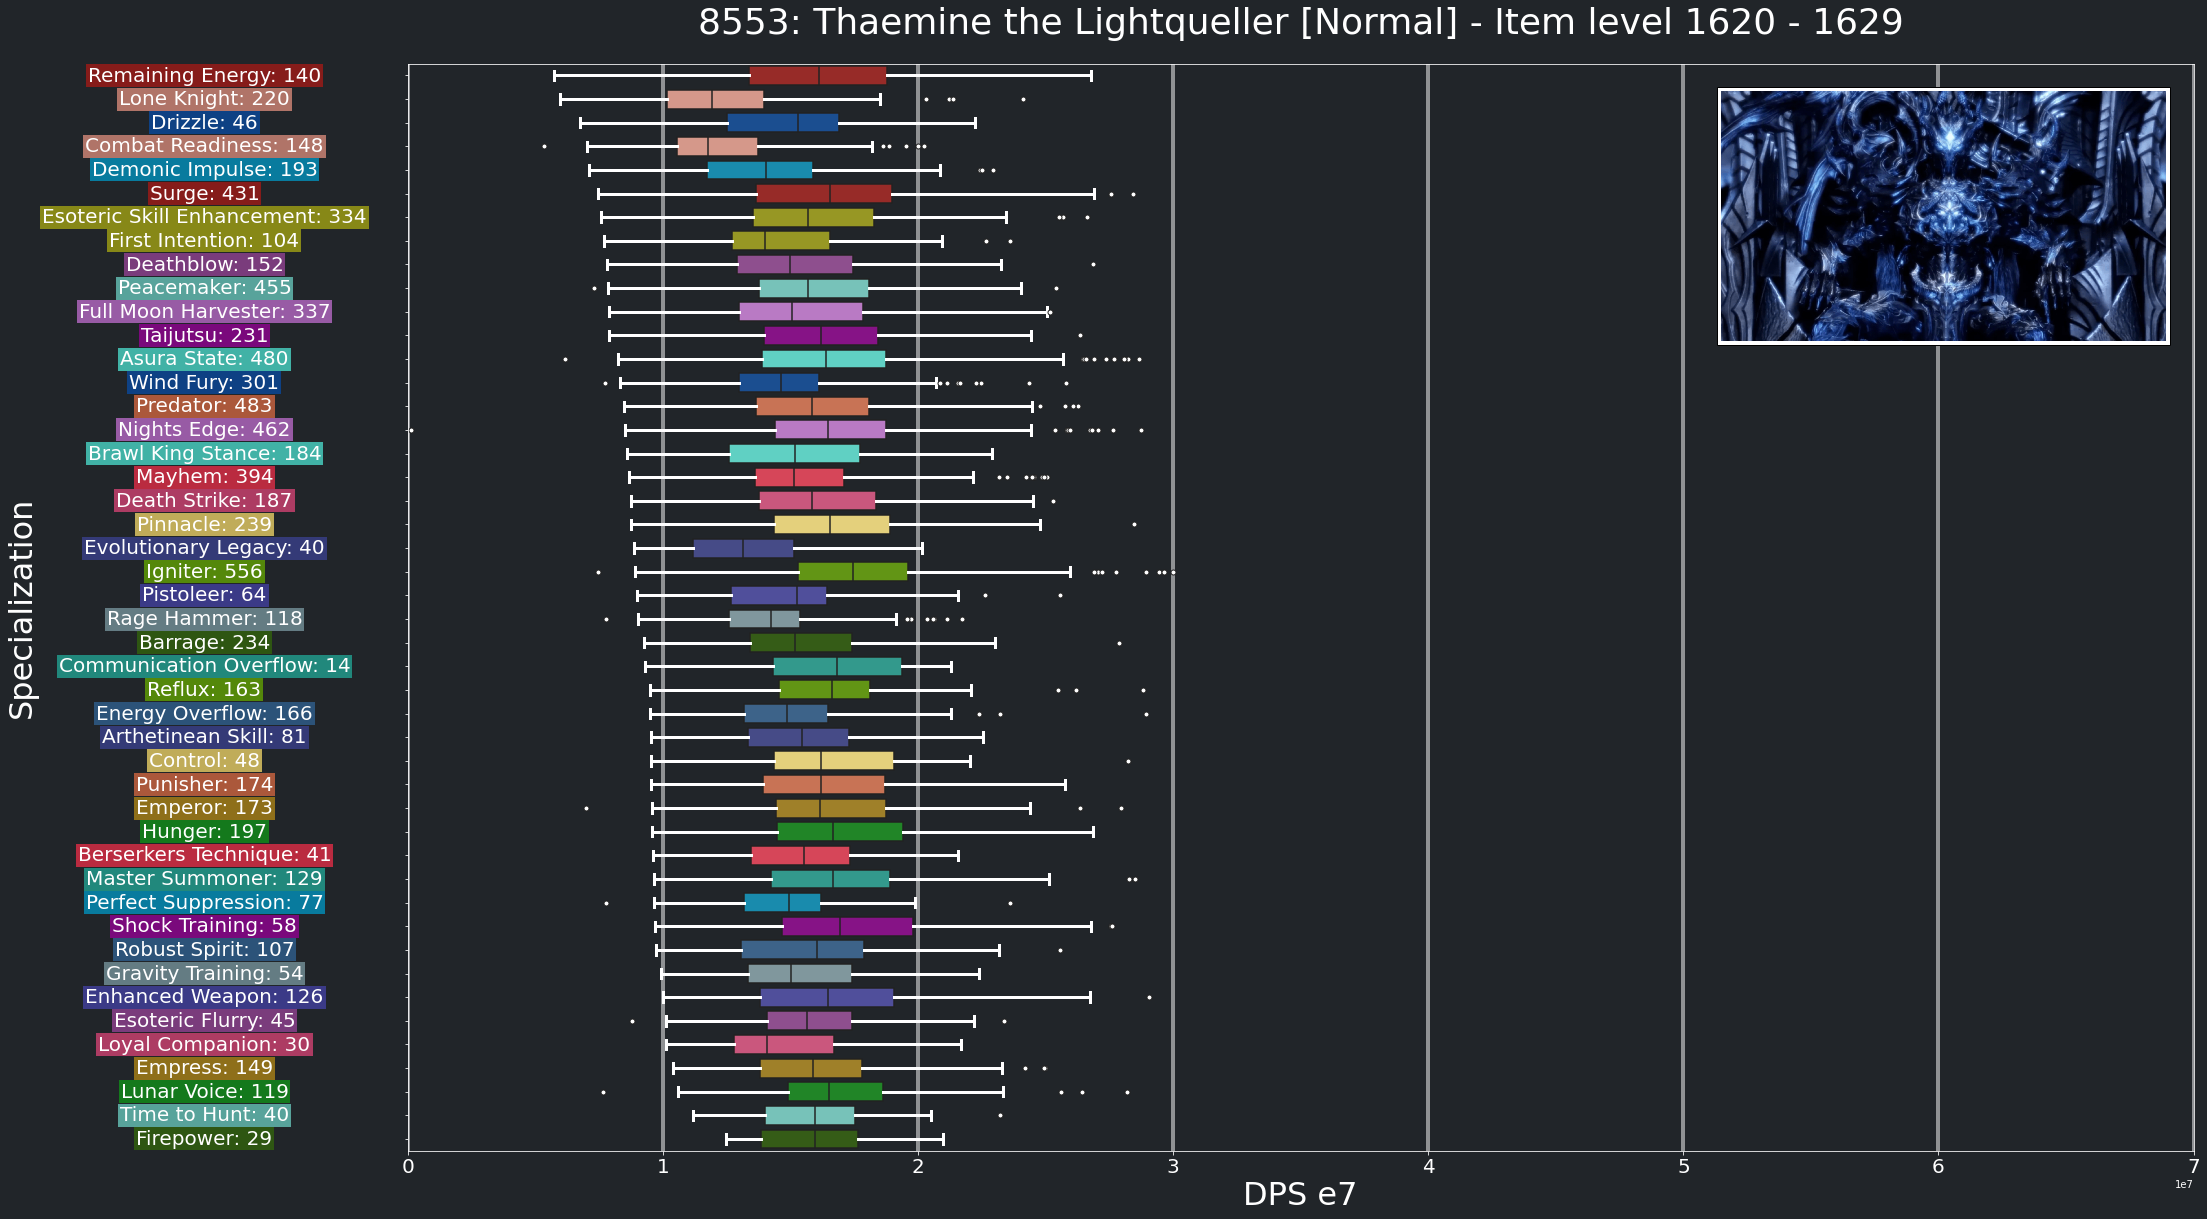 8553: Thaemine the Lightqueller [Normal] - Item level 1620 - 1629
Remaining Energy: 140
Lone Knight: 220
Drizzle: 46
Combat Readiness: 148
Demonic Impulse: 193
Surge: 431
Esoteric Skill Enhancement: 334
First Intention: 104
Deathblow: 152
Peacemaker: 455
Full Moon Harvester: 337
Taijutsu: 231
Asura State: 480
Wind Fury: 301
Predator: 483
Nights Edge: 462
Brawl King Stance: 184
Mayhem: 394
Death Strike: 187
Pinnacle: 239
Evolutionary Legacy: 40
Igniter: 556
Pistoleer: 64
Rage Hammer: 118
Barrage: 234
Communication Overflow: 14
Reflux: 163
Energy Overflow: 166
Arthetinean Skill: 81
Control: 48
Punisher: 174
Emperor: 173
Hunger: 197
Berserkers Technique: 41
Master Summoner: 129
Perfect Suppression: 77
Shock Training: 58
Robust Spirit: 107
Gravity Training: 54
Enhanced Weapon: 126
Esoteric Flurry: 45
Loyal Companion: 30
Empress: 149
Lunar Voice: 119
Time to Hunt: 40
Firepower: 29
Specialization
0 1 2 3 4 5 6 7
1e7
DPS e7